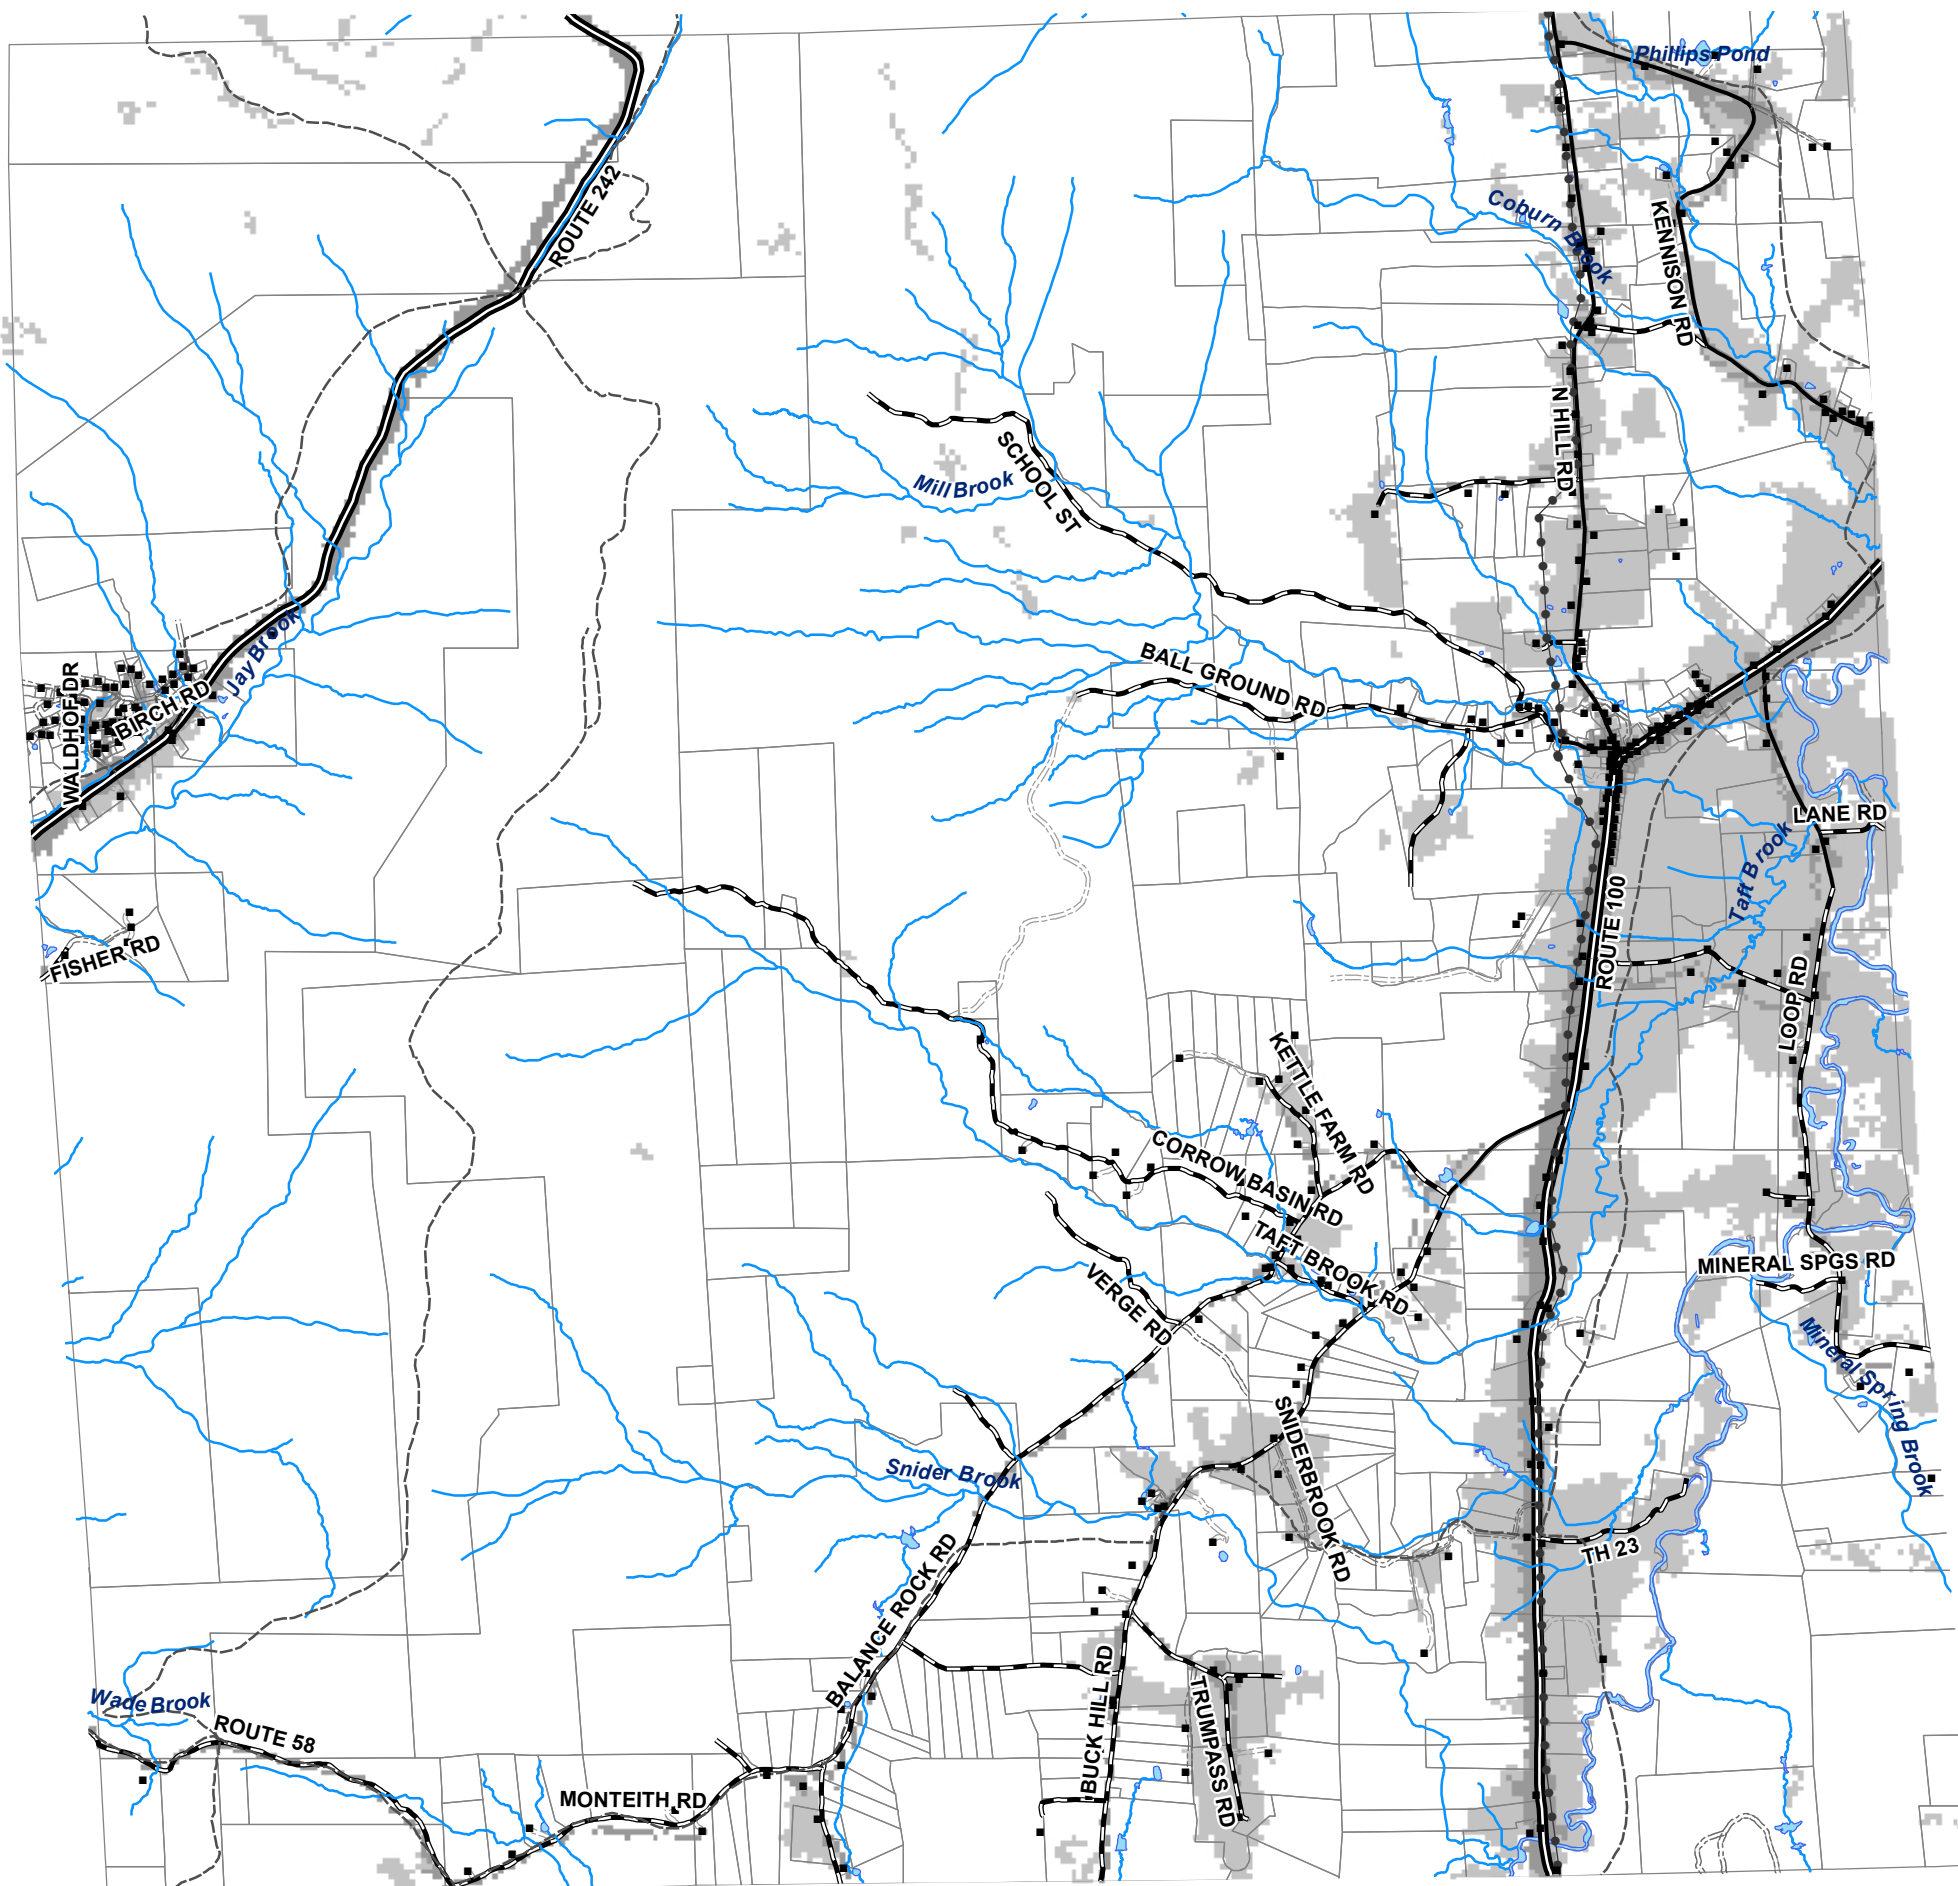 Phillips Pond
ROUTE 242
Coburn Brook
KENNISON RD
N HILL RD
SCHOOL ST
Mill Brook
Jay Brook
BALL GROUND RD
WALDHOF DR
BIRCH RD
LANE RD
Taft Brook
ROUTE 100
FISHER RD
LOOP RD
KETTLE FARM RD
CORROW BASIN RD
TAFT BROOK RD
VERGE RD
MINERAL SPGS RD
Mineral Spring Brook
SNIDERBROOK RD
Snider Brook
TH 23
BALANCE ROCK RD
BUCK HILL RD
TRUMPASS RD
Wade Brook
ROUTE 58
MONTEITH RD